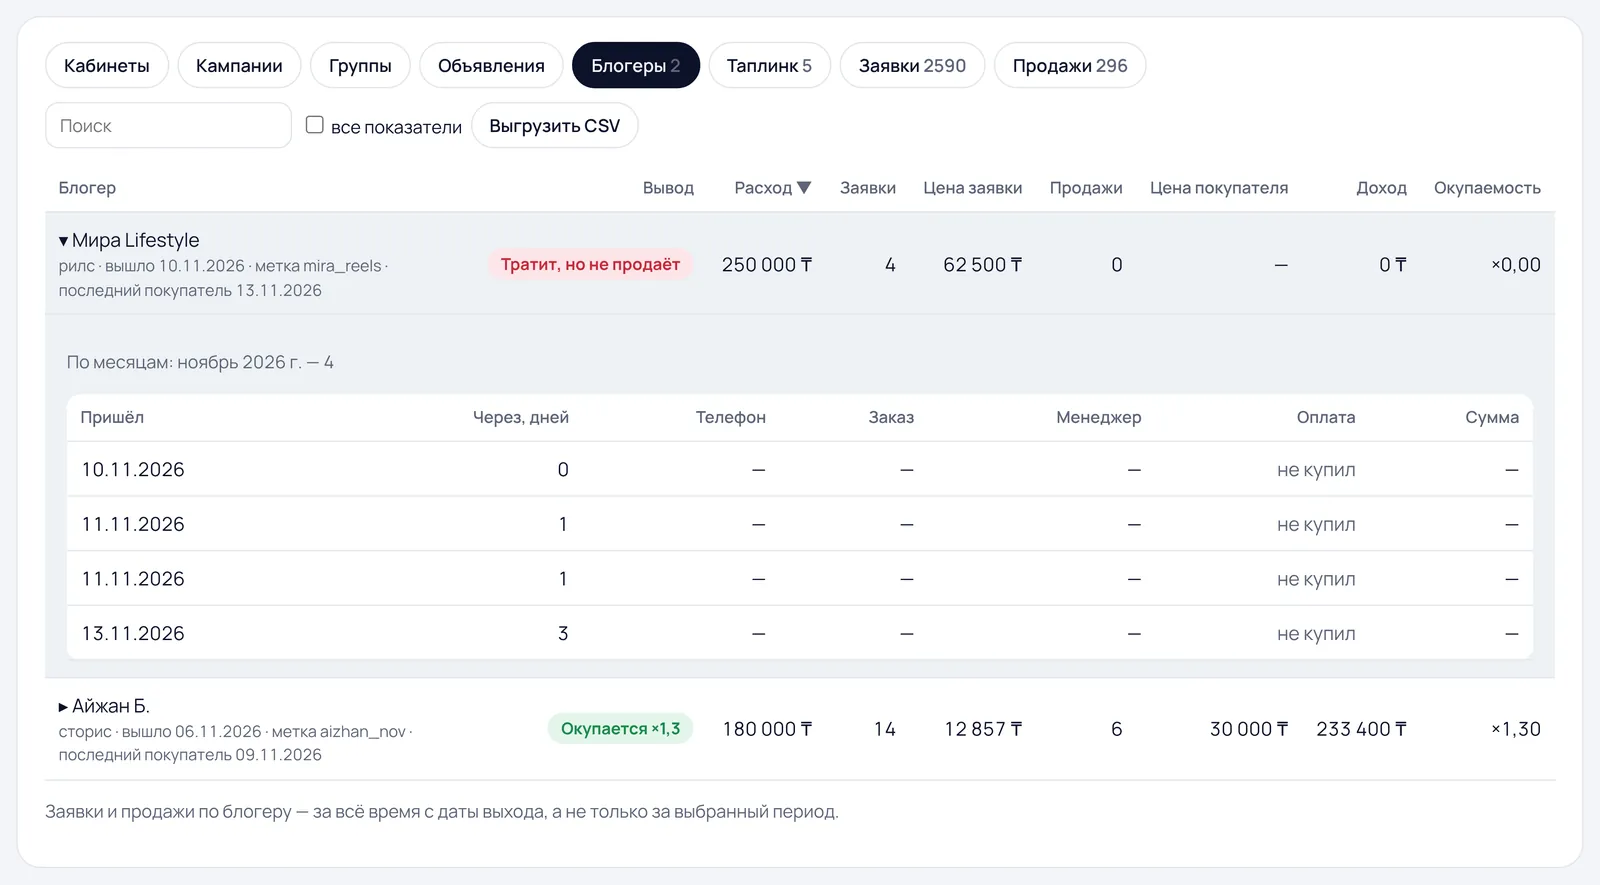 Кабинеты Кампании Группы Объявления Блогеры 2 Таплинк 5 Заявки 2590 Продажи 296
Поиск все показатели Выгрузить CSV
Блогер Вывод Расход ▼ Заявки Цена заявки Продажи Цена покупателя Доход Окупаемость
▾ Мира Lifestyle
рилс · вышло 10.11.2026 · метка mira_reels ·
последний покупатель 13.11.2026
Тратит, но не продаёт 250 000 ₸ 4 62 500 ₸ 0 — 0 ₸ ×0,00
По месяцам: ноябрь 2026 г. — 4
Пришёл Через, дней Телефон Заказ Менеджер Оплата Сумма
10.11.2026 0 — — — не купил —
11.11.2026 1 — — — не купил —
11.11.2026 1 — — — не купил —
13.11.2026 3 — — — не купил —
▸ Айжан Б.
сторис · вышло 06.11.2026 · метка aizhan_nov ·
последний покупатель 09.11.2026
Окупается ×1,3 180 000 ₸ 14 12 857 ₸ 6 30 000 ₸ 233 400 ₸ ×1,30
Заявки и продажи по блогеру — за всё время с даты выхода, а не только за выбранный период.